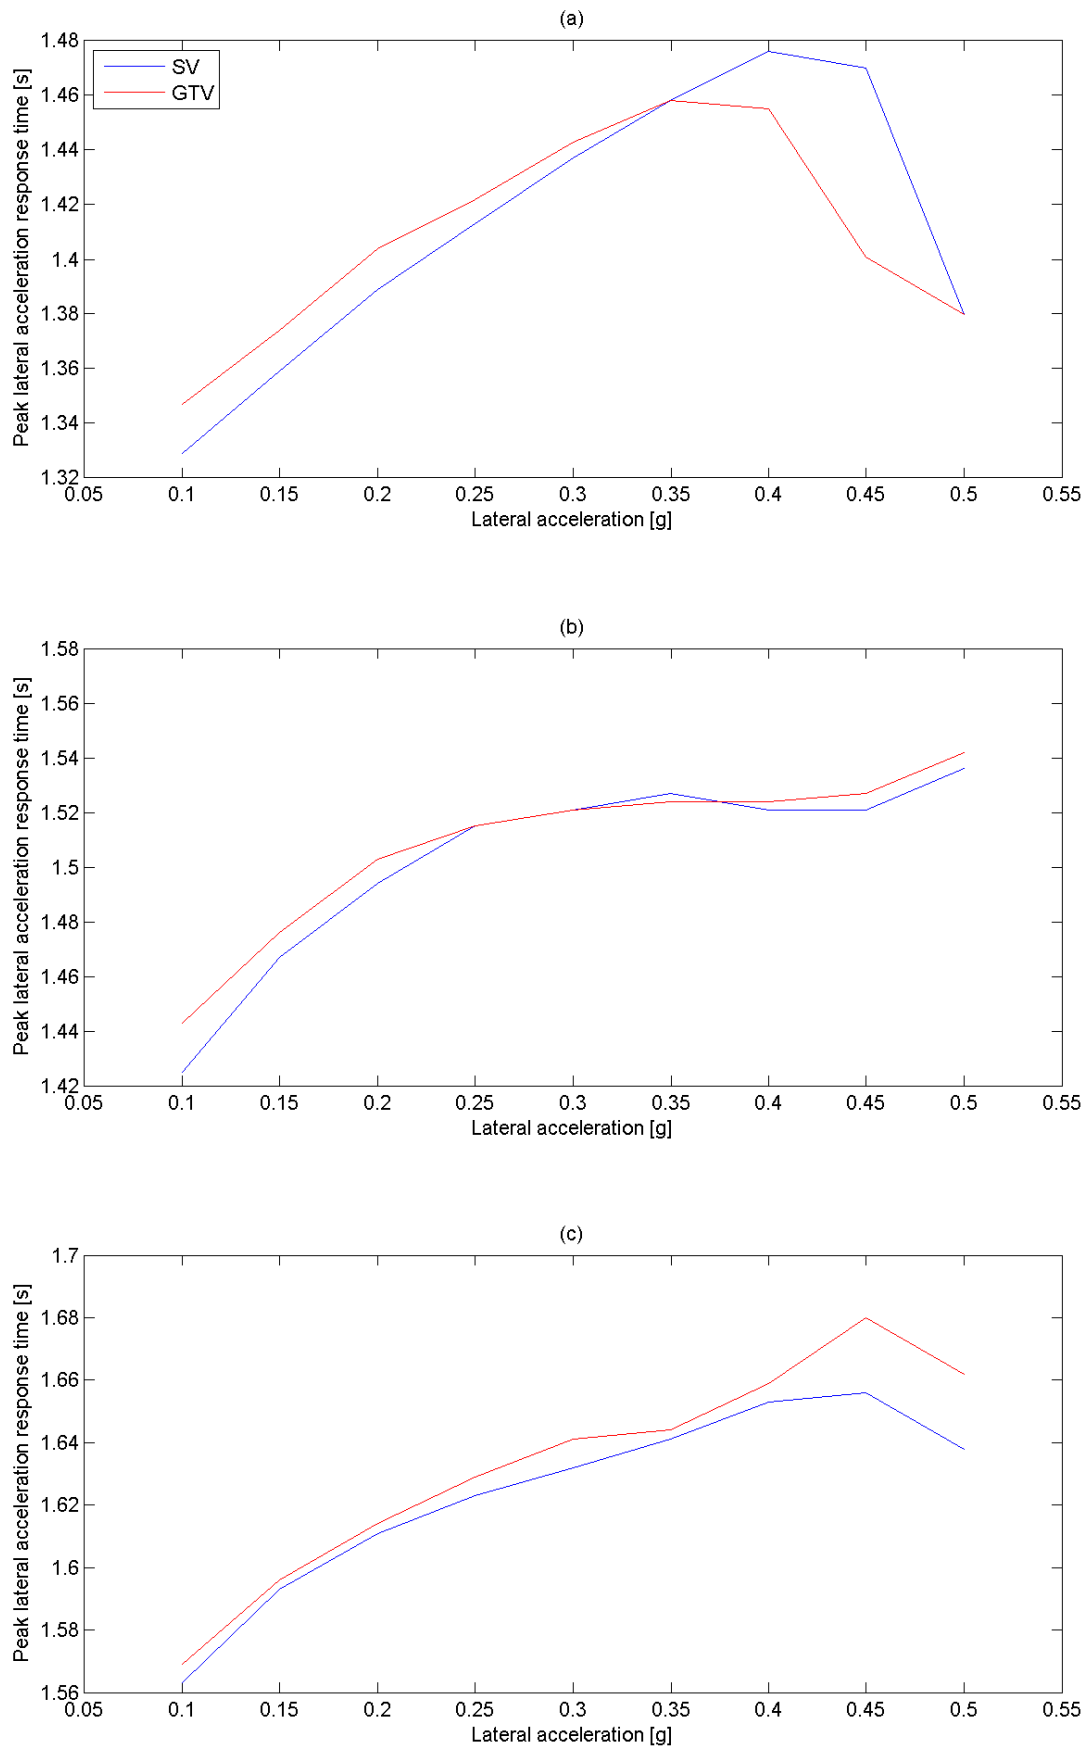 (a)
SV
GTV
Peak lateral acceleration response time [s]
1.48
1.46
1.44
1.42
1.4
1.38
1.36
1.34
1.32
0.05 0.1 0.15 0.2 0.25 0.3 0.35 0.4 0.45 0.5 0.55
Lateral acceleration [g]
(b)
Peak lateral acceleration response time [s]
1.58
1.56
1.54
1.52
1.5
1.48
1.46
1.44
1.42
0.05 0.1 0.15 0.2 0.25 0.3 0.35 0.4 0.45 0.5 0.55
Lateral acceleration [g]
(c)
Peak lateral acceleration response time [s]
1.7
1.68
1.66
1.64
1.62
1.6
1.58
1.56
0.05 0.1 0.15 0.2 0.25 0.3 0.35 0.4 0.45 0.5 0.55
Lateral acceleration [g]